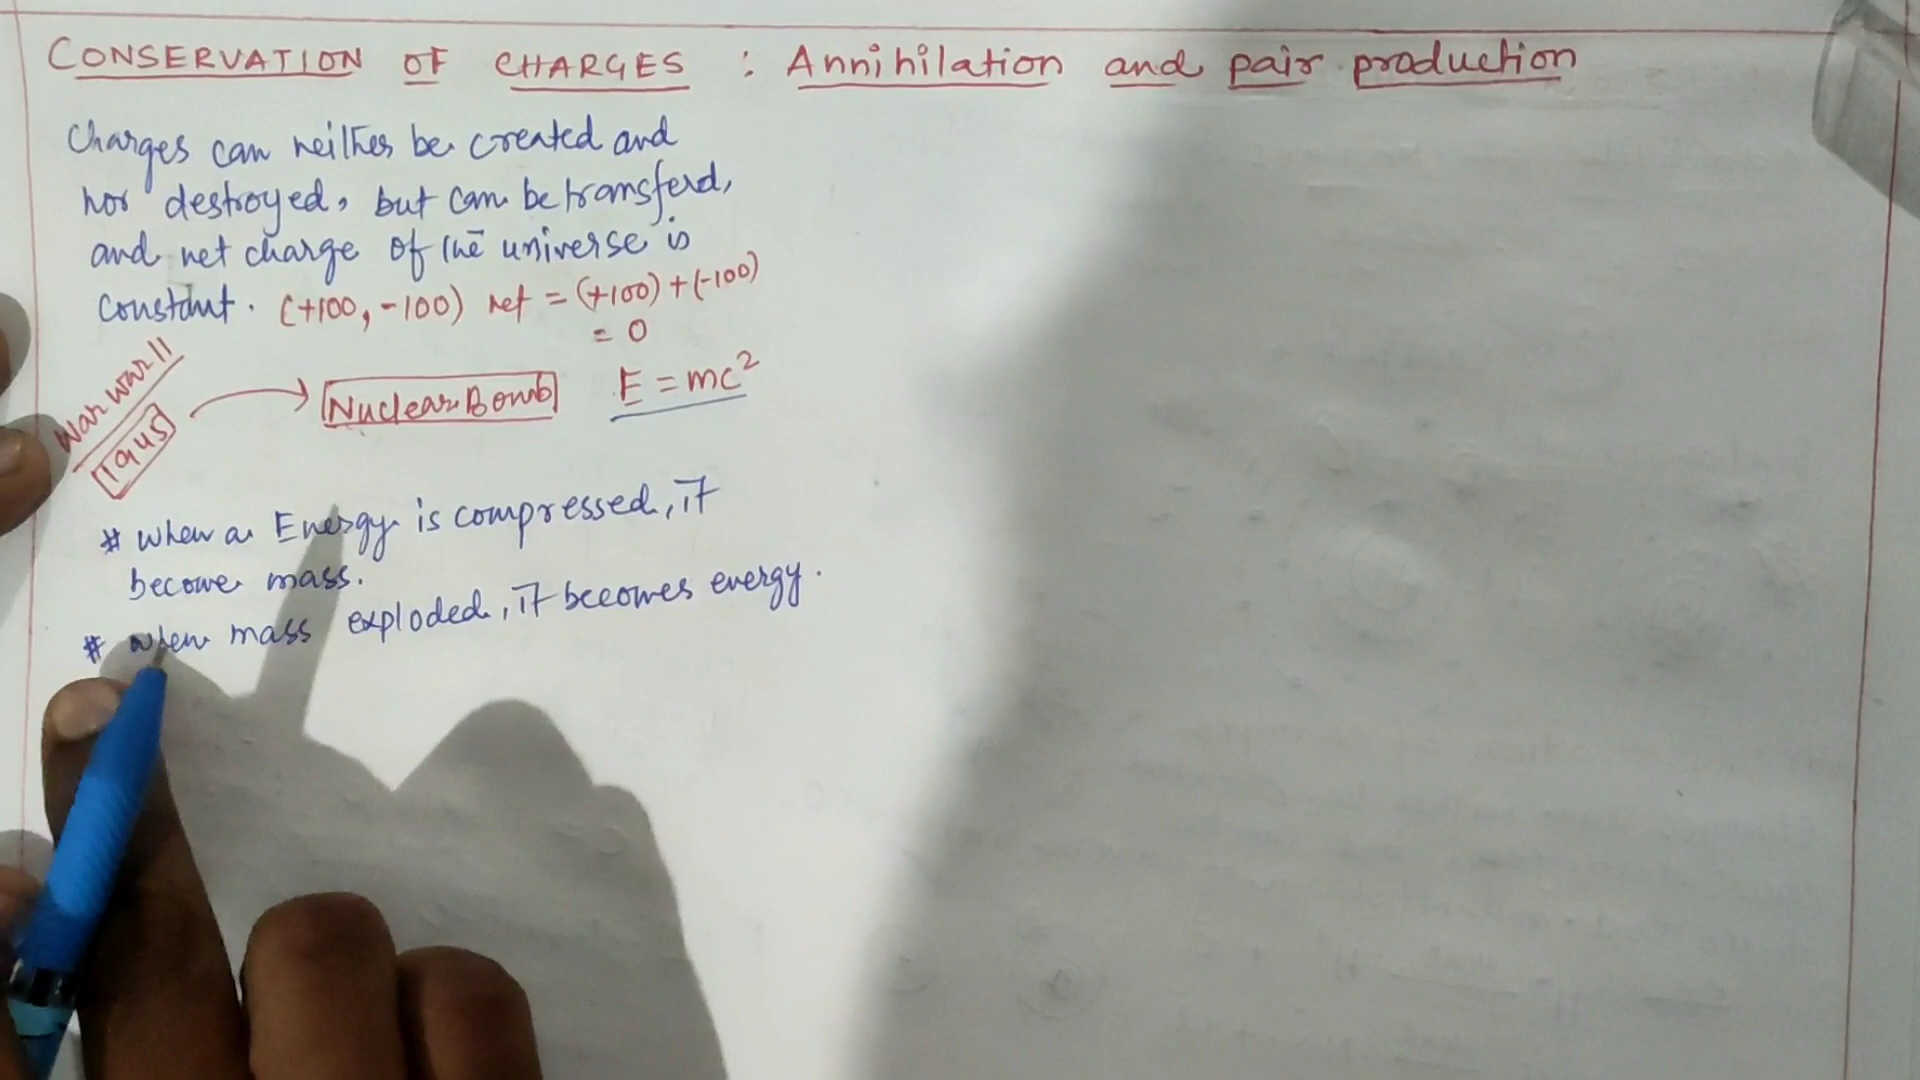 CONSERVATION OF CHARGES : Annihilation and pair production
Charges can neither be created and
nor destroyed, but can be transferd,
and net charge of the universe is
constant. (+100, -100) net = (+100) + (-100)
= 0
War war II
1945
Nuclear Bomb
E = mc²
# when a Energy is compressed, it
become mass.
# when mass exploded, it becomes energy.